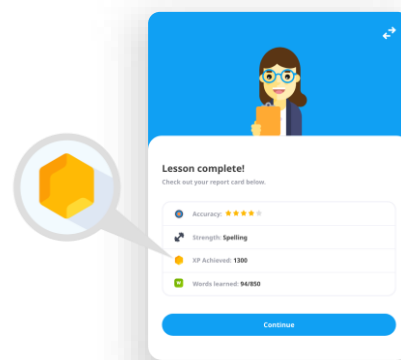 Lesson complete!
Check out your report card below.
Accuracy:
Strength: Spelling
XP Achieved: 1300
W Words learned: 94/850
Continue